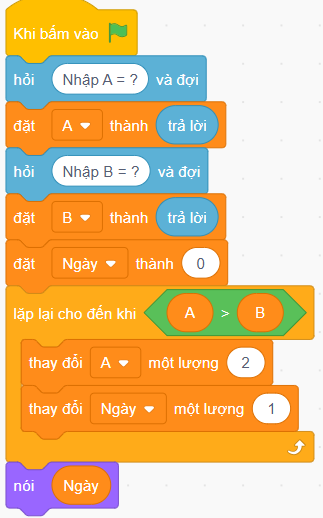 Khi bấm vào
hỏi Nhập A = ? và đợi
đặt A thành trả lời
hỏi Nhập B = ? và đợi
đặt B thành trả lời
đặt Ngày thành 0
lặp lại cho đến khi A > B
thay đổi A một lượng 2
thay đổi Ngày một lượng 1
nói Ngày